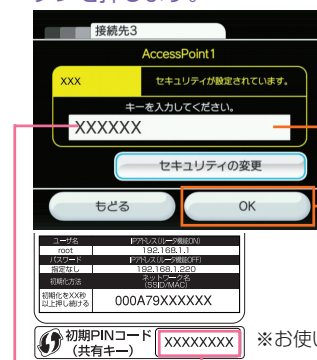 接続先3
AccessPoint1
XXX
セキュリティが設定されています。
キーを入力してください。
XXXXXX
セキュリティの変更
もどる
OK
ユーザ名
IPアドレス(ルータ機能ON)
root
192.168.1.1
パスワード
IPアドレス(ルータ機能OFF)
指定なし
192.168.1.220
初期化方法
ネットワーク名
(SSID/MAC)
初期化をXX秒
以上押し続ける
000A79XXXXXX
初期PINコード
(共有キー)
XXXXXXXX
※お使い